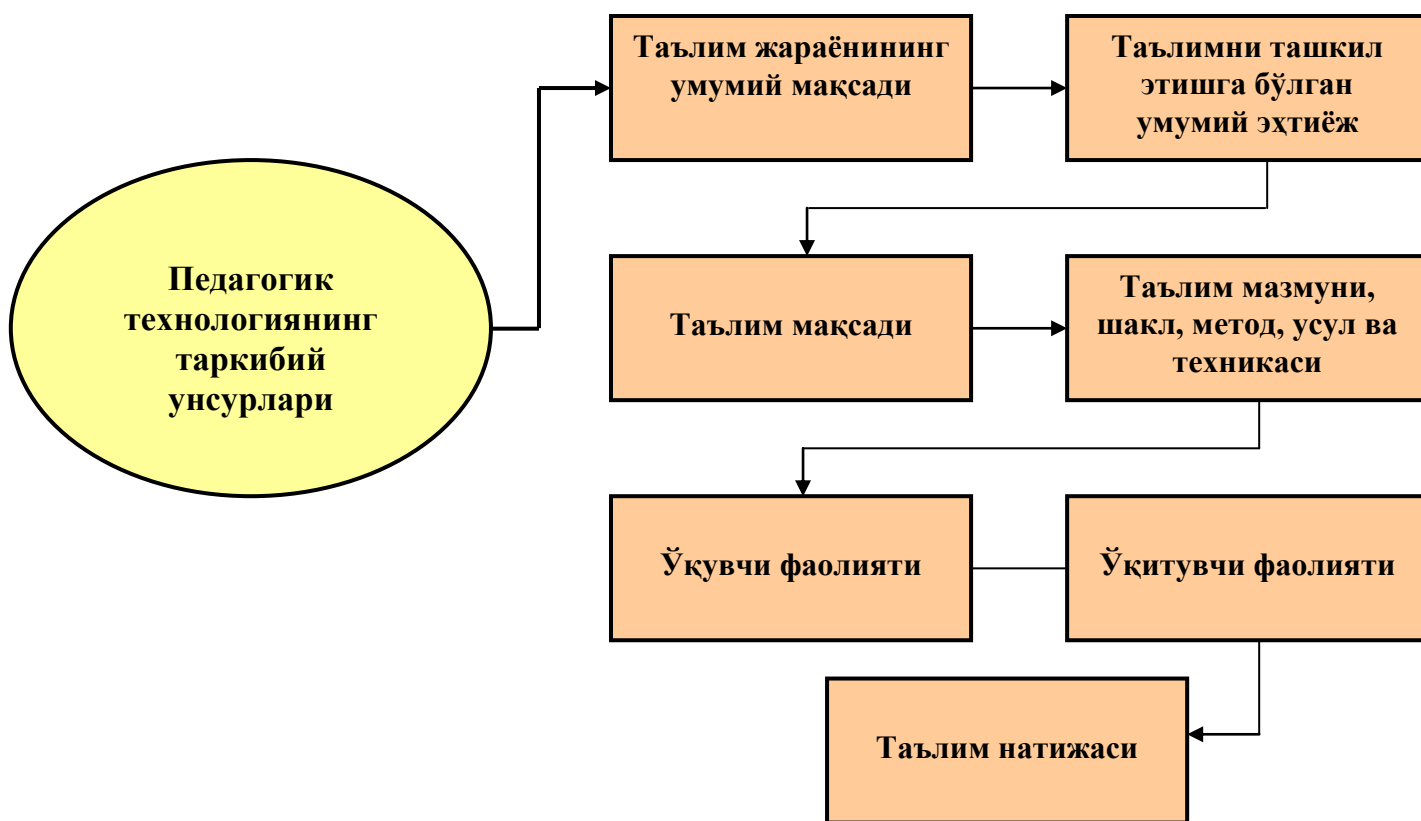 Таълим жараёнининг
умумий мақсади
Таълимни ташкил
этишга бўлган
умумий эҳтиёж
Педагогик
технологиянинг
таркибий
унсурлари
Таълим мақсади
Таълим мазмуни,
шакл, метод, усул ва
техникаси
Ўқувчи фаолияти
Ўқитувчи фаолияти
Таълим натижаси